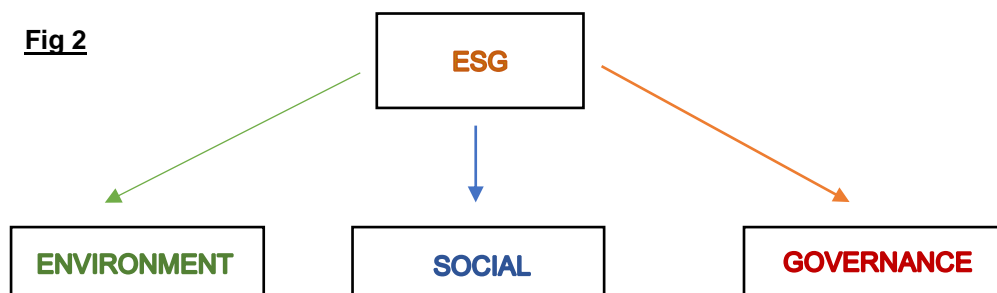 Fig 2
ESG
ENVIRONMENT
SOCIAL
GOVERNANCE